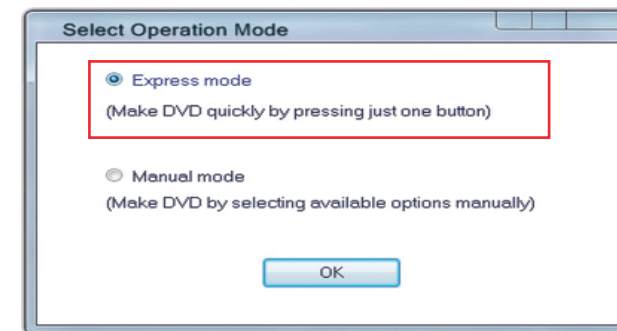 Select Operation Mode
Express mode
(Make DVD quickly by pressing just one button)
Manual mode
(Make DVD by selecting available options manually)
OK